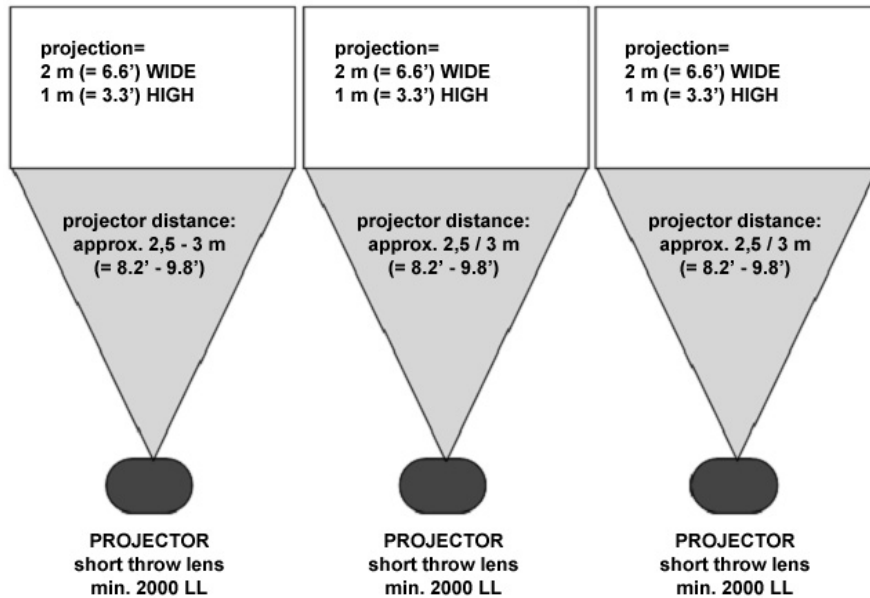 projection=
2 m (= 6.6’) WIDE
1 m (= 3.3’) HIGH
projector distance:
approx. 2,5 - 3 m
(= 8.2’ - 9.8’)
PROJECTOR
short throw lens
min. 2000 LL
projection=
2 m (= 6.6’) WIDE
1 m (= 3.3’) HIGH
projector distance:
approx. 2,5 / 3 m
(= 8.2’ - 9.8’)
PROJECTOR
short throw lens
min. 2000 LL
projection=
2 m (= 6.6’) WIDE
1 m (= 3.3’) HIGH
projector distance:
approx. 2,5 / 3 m
(= 8.2’ - 9.8’)
PROJECTOR
short throw lens
min. 2000 LL